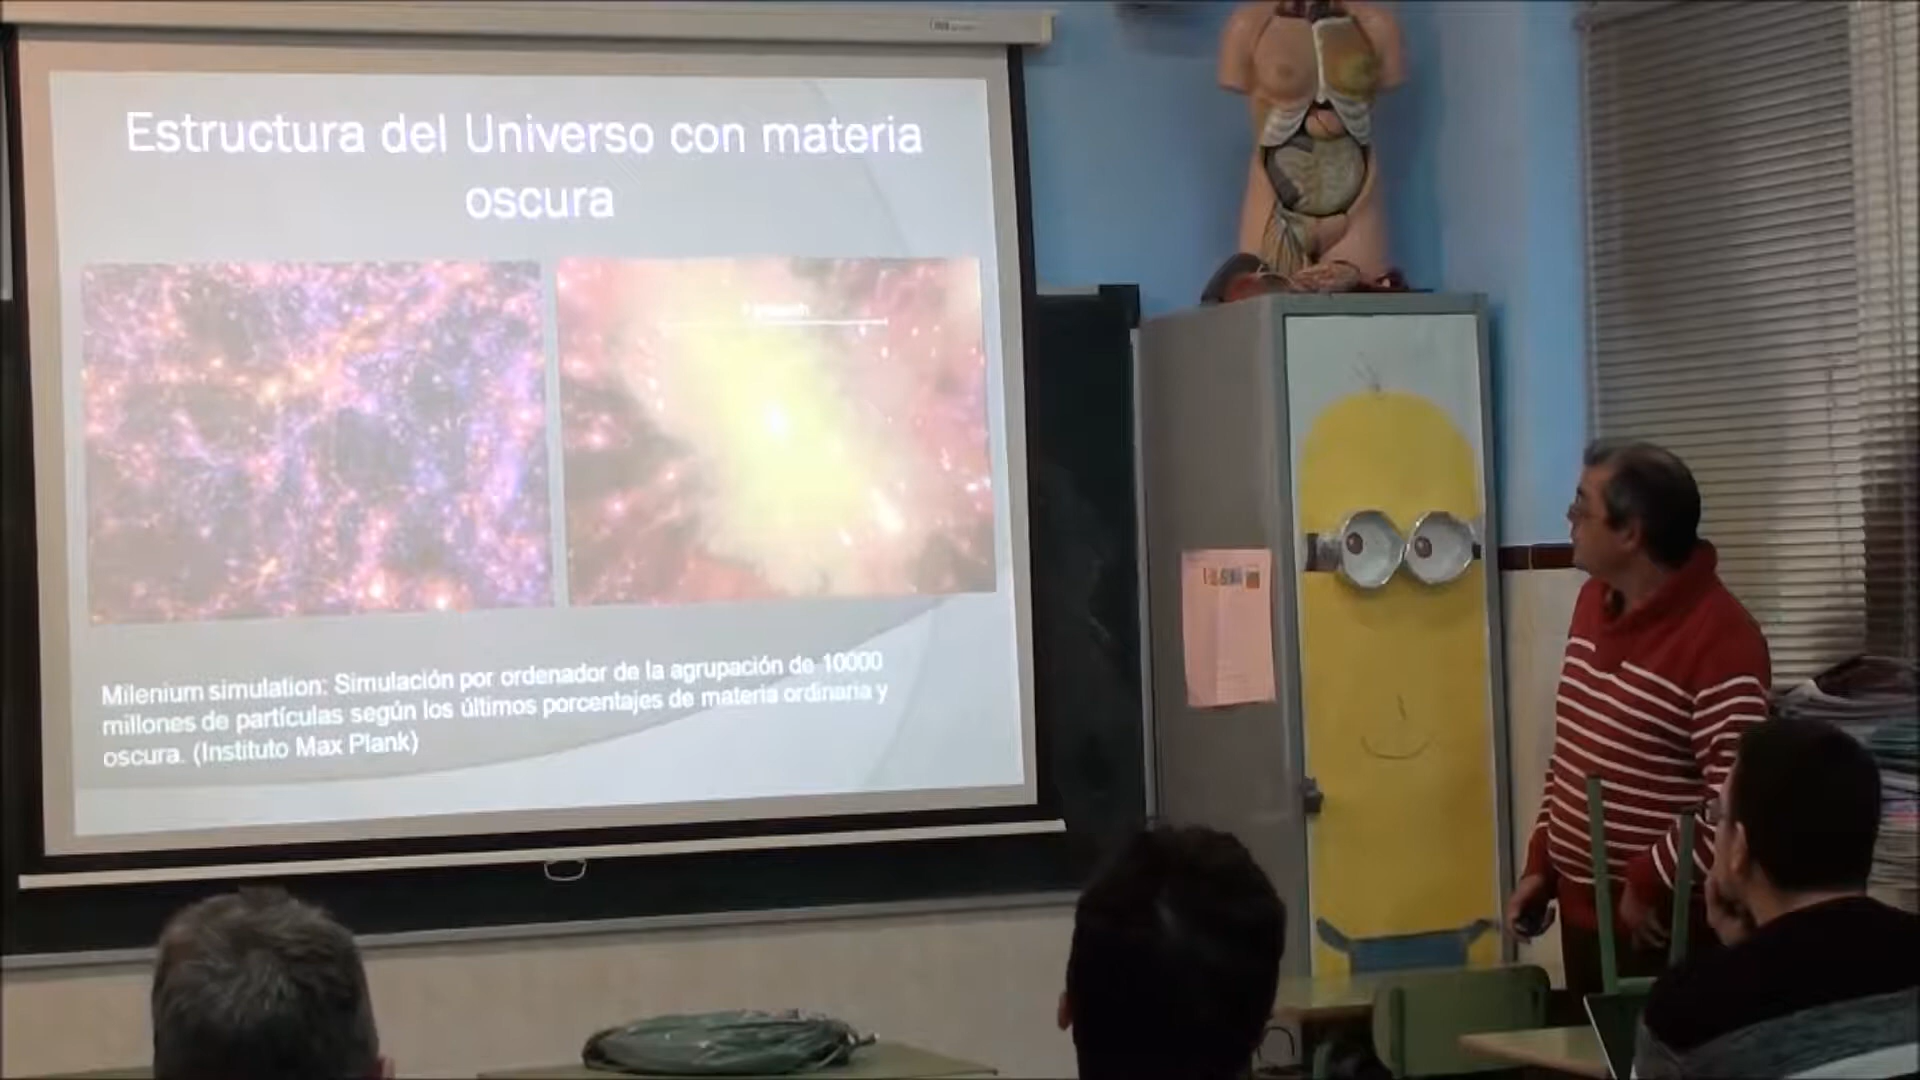 Estructura del Universo con materia
oscura
Milenium simulation: Simulación por ordenador de la agrupación de 10000
millones de partículas según los últimos porcentajes de materia ordinaria y
oscura. (Instituto Max Plank)